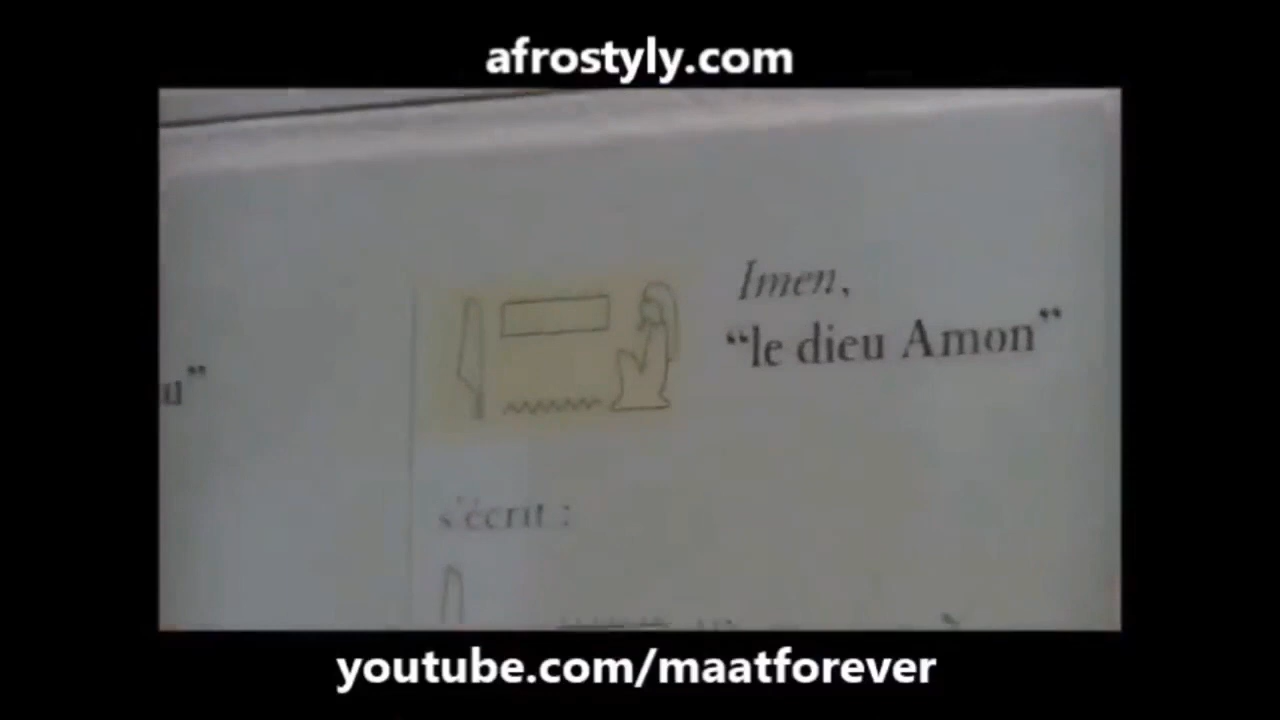 afrostyly.com
Imen,
“le dieu Amon”
u”
s'écrit :
youtube.com/maatforever